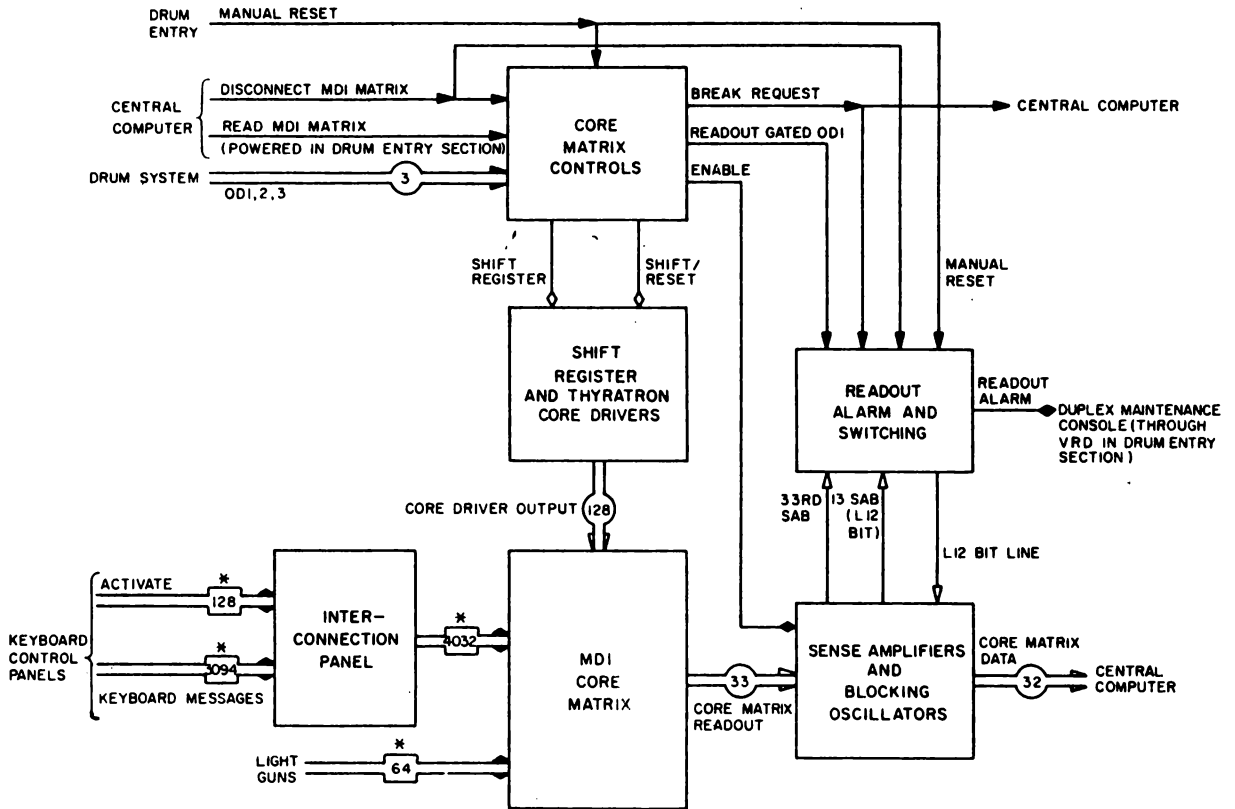 DRUM
ENTRY
MANUAL RESET
DISCONNECT MDI MATRIX
CENTRAL
COMPUTER
READ MDI MATRIX
(POWERED IN DRUM ENTRY SECTION)
DRUM SYSTEM
3
OD1,2,3
CORE
MATRIX
CONTROLS
BREAK REQUEST
CENTRAL COMPUTER
READOUT GATED OD1
ENABLE
SHIFT
REGISTER
SHIFT/
RESET
MANUAL
RESET
SHIFT
REGISTER
AND THYRATRON
CORE DRIVERS
READOUT
ALARM AND
SWITCHING
READOUT
ALARM
DUPLEX MAINTENANCE
CONSOLE (THROUGH
VRD IN DRUM ENTRY
SECTION)
CORE DRIVER OUTPUT
128
33RD
SAB
13 SAB
(L12
BIT)
L12 BIT LINE
KEYBOARD
CONTROL
PANELS
ACTIVATE
*
128
*
3094
KEYBOARD MESSAGES
INTER-
CONNECTION
PANEL
*
4032
MDI
CORE
MATRIX
33
CORE MATRIX
READOUT
SENSE AMPLIFIERS
AND
BLOCKING
OSCILLATORS
CORE MATRIX
DATA
32
CENTRAL
COMPUTER
LIGHT
GUNS
*
64